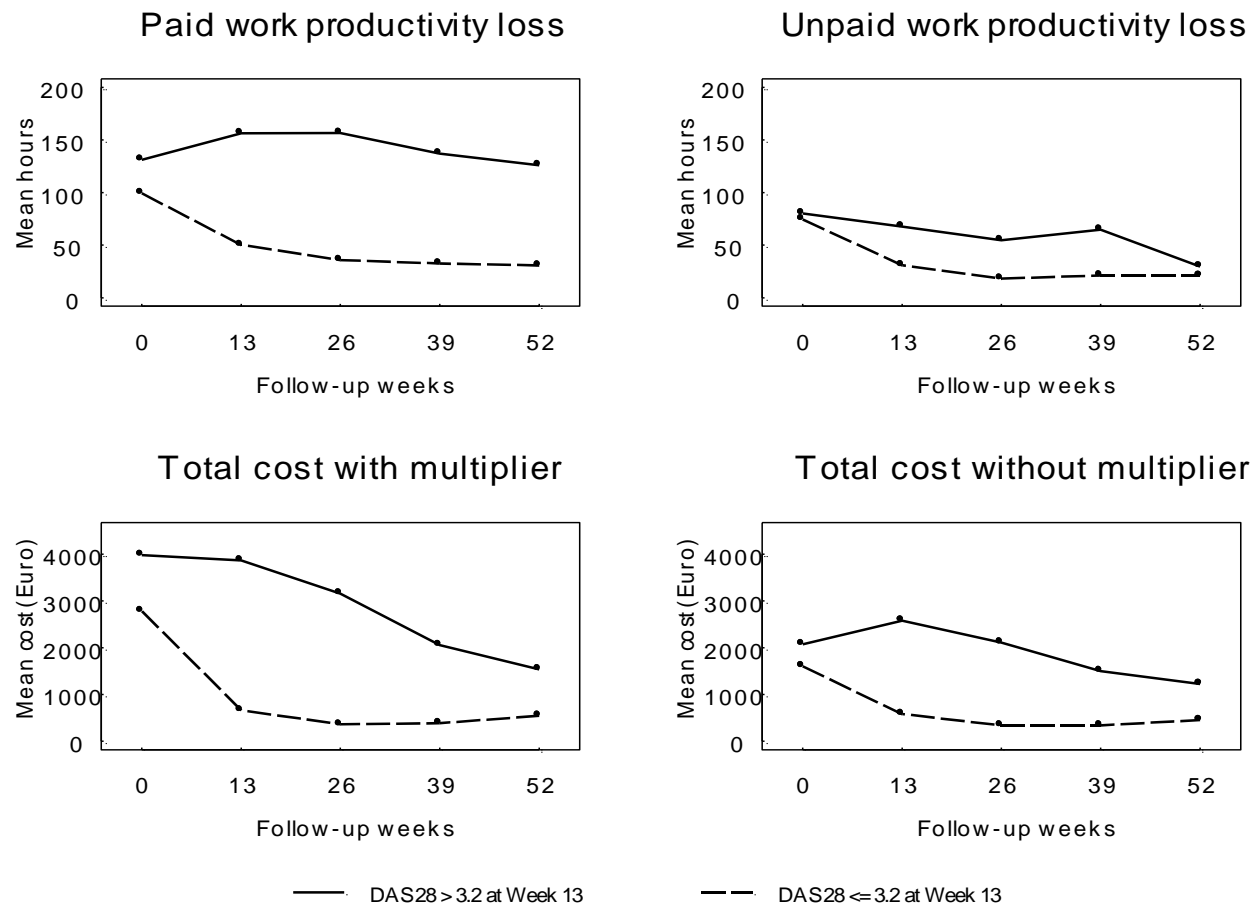 Paid work productivity loss
Unpaid work productivity loss
Mean hours
200
150
100
50
0
0 13 26 39 52
Follow-up weeks
Mean hours
200
150
100
50
0
0 13 26 39 52
Follow-up weeks
Total cost with multiplier
Total cost without multiplier
Mean cost (Euro)
4000
3000
2000
1000
0
0 13 26 39 52
Follow-up weeks
Mean cost (Euro)
4000
3000
2000
1000
0
0 13 26 39 52
Follow-up weeks
DAS28 > 3.2 at Week 13
DAS28 <= 3.2 at Week 13